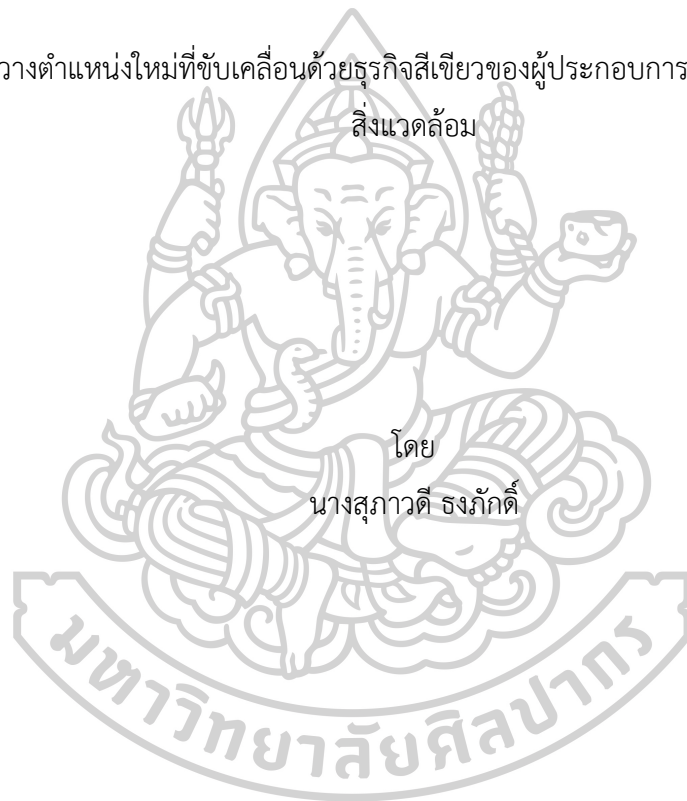 วางตำแหน่งใหม่ที่ขับเคลื่อนด้วยธุรกิจสีเขียวของผู้ประกอบการ
สิ่งแวดล้อม
โดย
นางสุภาวดี ธงภักดิ์
มหาวิทยาลัยศิลปากร